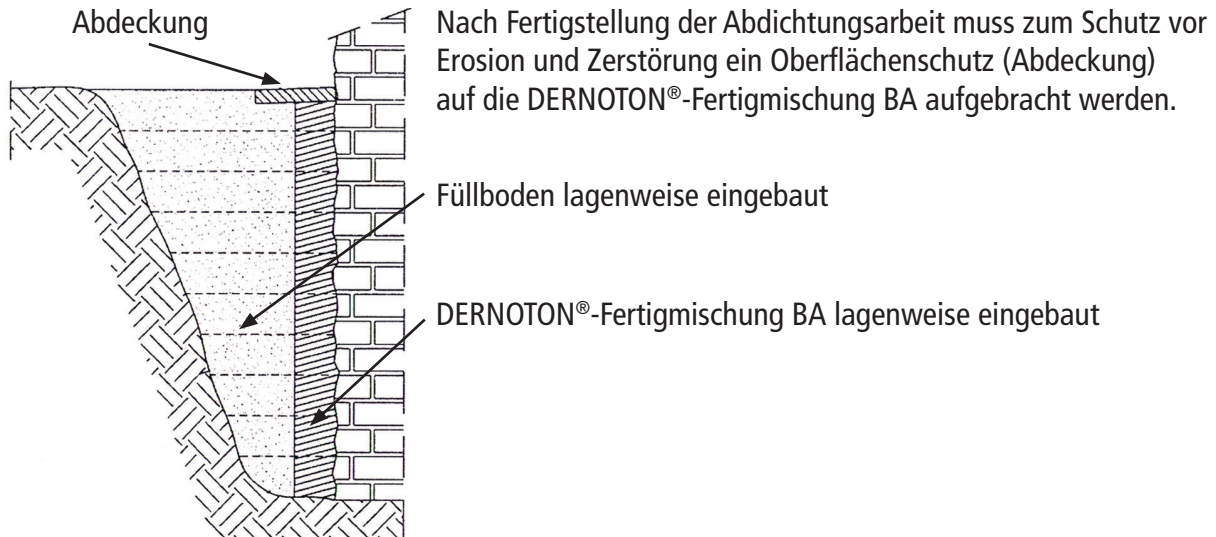 Abdeckung
Nach Fertigstellung der Abdichtungsarbeit muss zum Schutz vor
Erosion und Zerstörung ein Oberflächenschutz (Abdeckung)
auf die DERNOTON®-Fertigmischung BA aufgebracht werden.
Füllboden lagenweise eingebaut
DERNOTON®-Fertigmischung BA lagenweise eingebaut